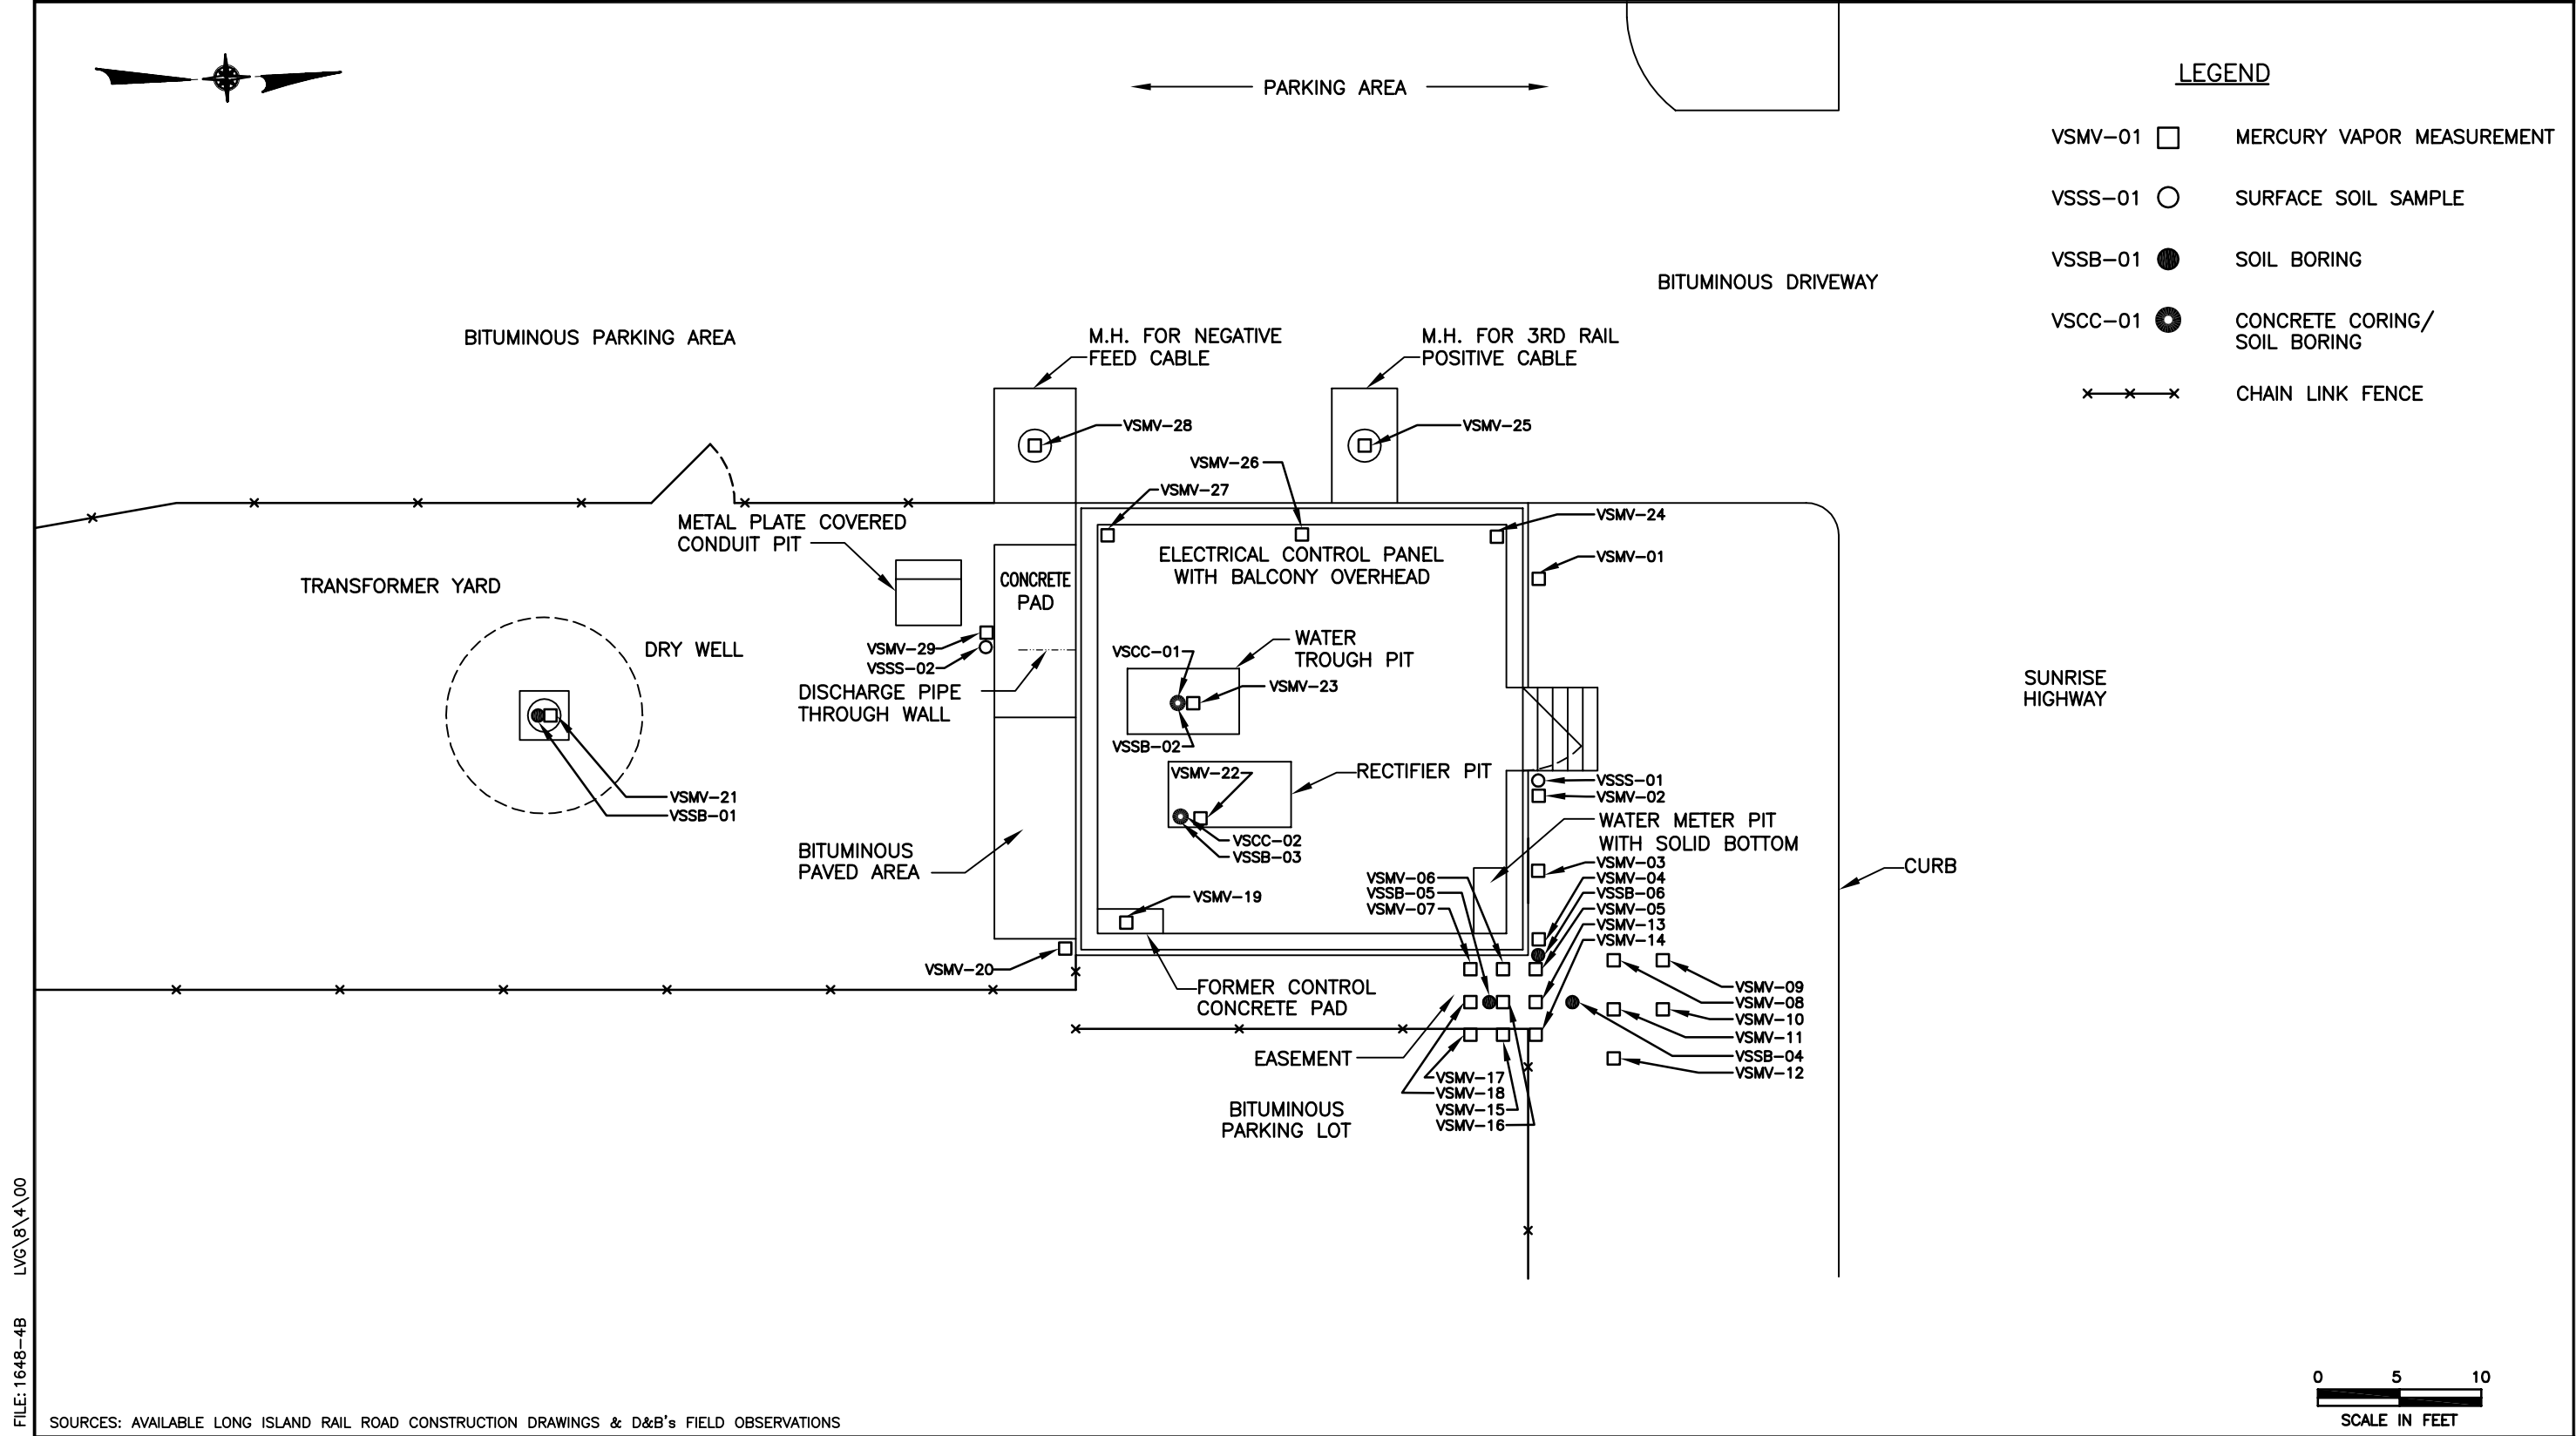 PARKING AREA
LEGEND
VSMV-01 MERCURY VAPOR MEASUREMENT
VSSS-01 SURFACE SOIL SAMPLE
VSSB-01 SOIL BORING
VSCC-01 CONCRETE CORING/
SOIL BORING
CHAIN LINK FENCE
BITUMINOUS DRIVEWAY
BITUMINOUS PARKING AREA
M.H. FOR NEGATIVE
FEED CABLE
M.H. FOR 3RD RAIL
POSITIVE CABLE
VSMV-28
VSMV-25
VSMV-26
VSMV-27
VSMV-24
METAL PLATE COVERED
CONDUIT PIT
ELECTRICAL CONTROL PANEL
WITH BALCONY OVERHEAD
VSMV-01
TRANSFORMER YARD
CONCRETE
PAD
DRY WELL
VSMV-29
VSSS-02
WATER
TROUGH PIT
VSCC-01
VSMV-23
VSSB-02
DISCHARGE PIPE
THROUGH WALL
SUNRISE
HIGHWAY
VSMV-22
RECTIFIER PIT
VSSS-01
VSMV-02
VSMV-21
VSSB-01
WATER METER PIT
WITH SOLID BOTTOM
VSCC-02
VSSB-03
BITUMINOUS
PAVED AREA
VSMV-03
VSMV-04
VSSB-06
VSMV-05
VSMV-13
VSMV-14
VSMV-06
VSSB-05
VSMV-07
CURB
VSMV-19
VSMV-20
FORMER CONTROL
CONCRETE PAD
VSMV-09
VSMV-08
VSMV-10
VSMV-11
VSSB-04
VSMV-12
EASEMENT
VSMV-17
VSMV-18
VSMV-15
VSMV-16
BITUMINOUS
PARKING LOT
0 5 10
SCALE IN FEET
SOURCES: AVAILABLE LONG ISLAND RAIL ROAD CONSTRUCTION DRAWINGS & D&B's FIELD OBSERVATIONS
FILE: 1648-4B LVG\8\4\00